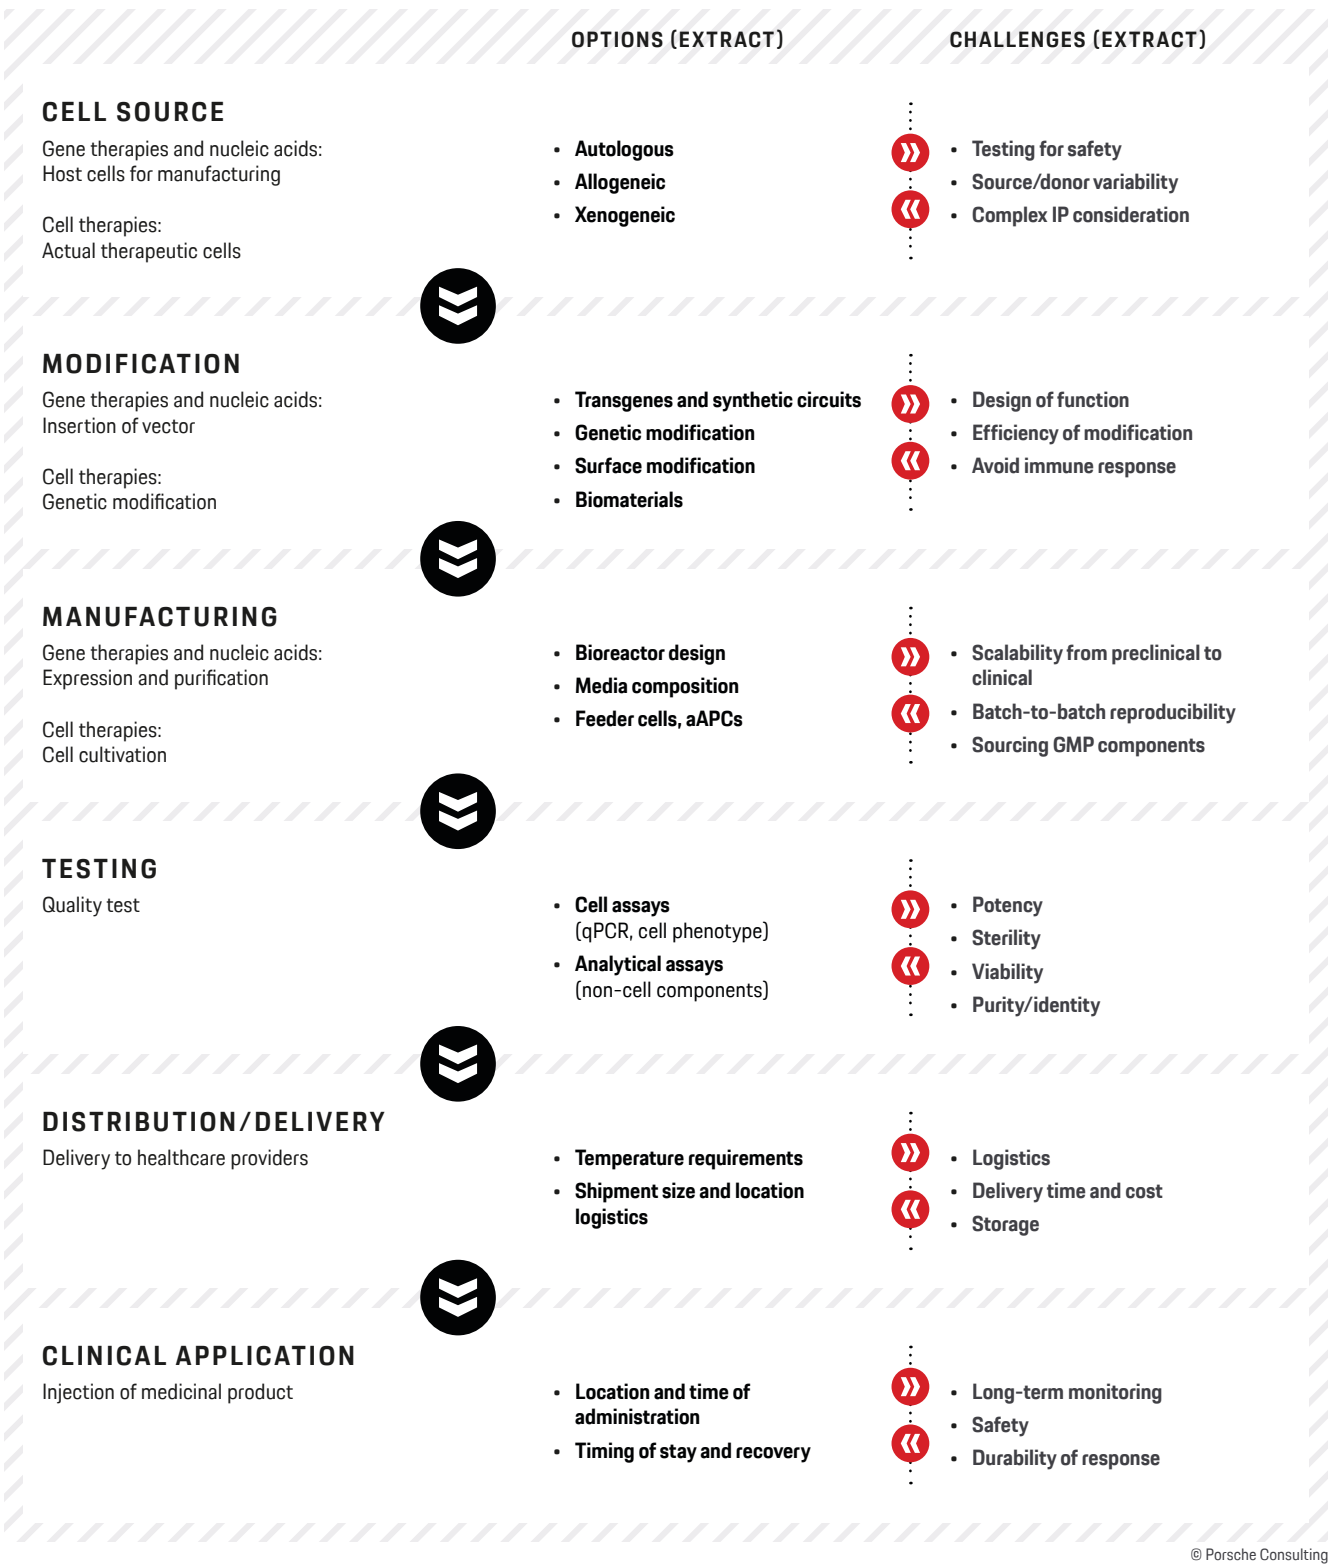 OPTIONS (EXTRACT)
CHALLENGES (EXTRACT)
CELL SOURCE
Gene therapies and nucleic acids:
Host cells for manufacturing
Cell therapies:
Actual therapeutic cells
• Autologous
• Allogeneic
• Xenogeneic
• Testing for safety
• Source/donor variability
• Complex IP consideration
MODIFICATION
Gene therapies and nucleic acids:
Insertion of vector
Cell therapies:
Genetic modification
• Transgenes and synthetic circuits
• Genetic modification
• Surface modification
• Biomaterials
• Design of function
• Efficiency of modification
• Avoid immune response
MANUFACTURING
Gene therapies and nucleic acids:
Expression and purification
Cell therapies:
Cell cultivation
• Bioreactor design
• Media composition
• Feeder cells, aAPCs
• Scalability from preclinical to
clinical
• Batch-to-batch reproducibility
• Sourcing GMP components
TESTING
Quality test
• Cell assays
(qPCR, cell phenotype)
• Analytical assays
(non-cell components)
• Potency
• Sterility
• Viability
• Purity/identity
DISTRIBUTION/DELIVERY
Delivery to healthcare providers
• Temperature requirements
• Shipment size and location
logistics
• Logistics
• Delivery time and cost
• Storage
CLINICAL APPLICATION
Injection of medicinal product
• Location and time of
administration
• Timing of stay and recovery
• Long-term monitoring
• Safety
• Durability of response
© Porsche Consulting